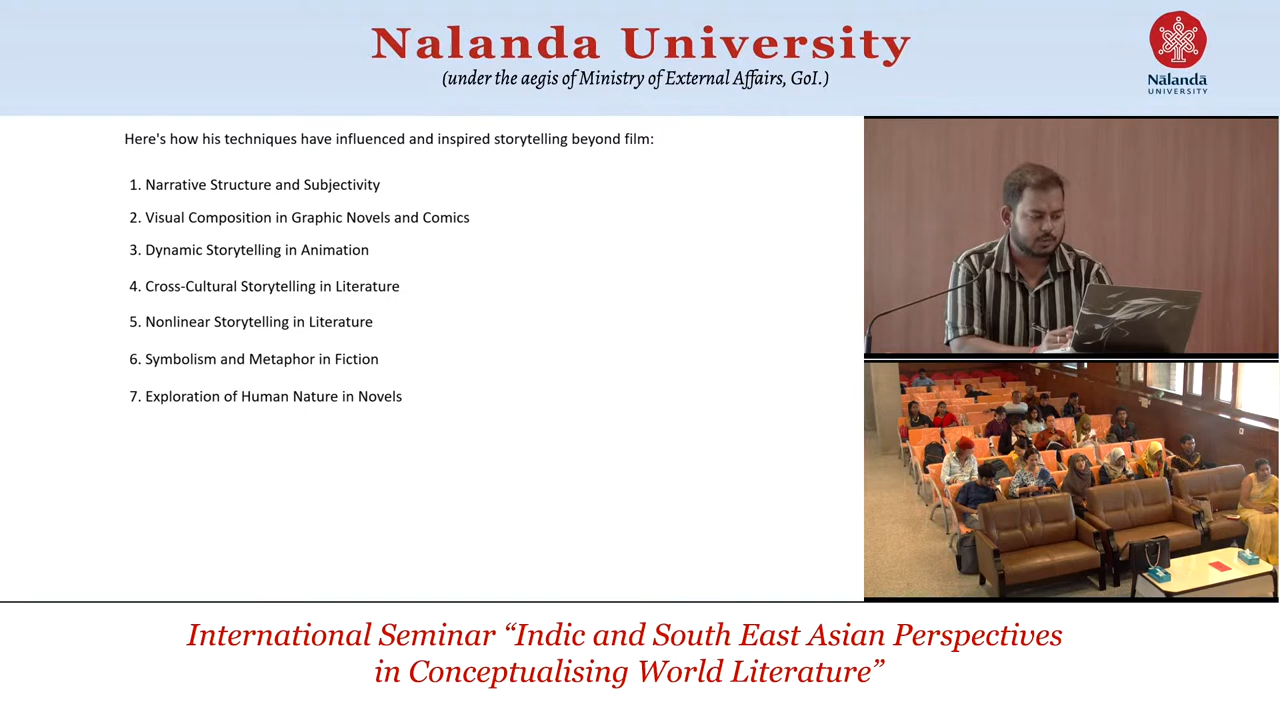 Nalanda University
(under the aegis of Ministry of External Affairs, GoI.)
Nālandā
UNIVERSITY
Here's how his techniques have influenced and inspired storytelling beyond film:
1. Narrative Structure and Subjectivity
2. Visual Composition in Graphic Novels and Comics
3. Dynamic Storytelling in Animation
4. Cross-Cultural Storytelling in Literature
5. Nonlinear Storytelling in Literature
6. Symbolism and Metaphor in Fiction
7. Exploration of Human Nature in Novels
International Seminar “Indic and South East Asian Perspectives
in Conceptualising World Literature”